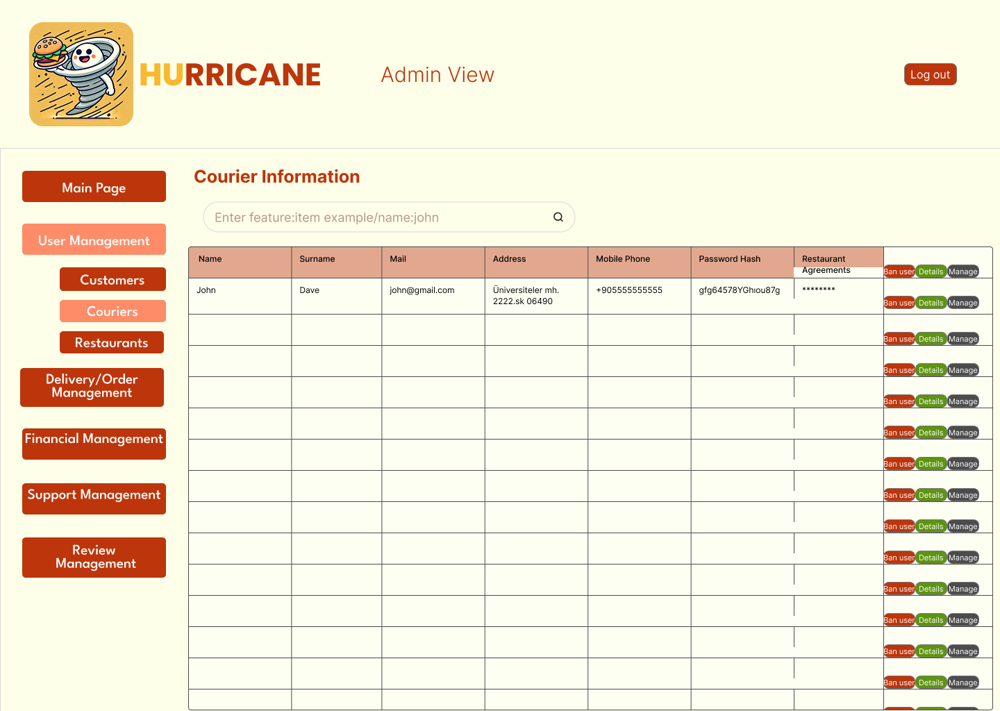 HURRICANE
Admin View
Log out
Main Page
User Management
Customers
Couriers
Restaurants
Delivery/Order
Management
Financial Management
Support Management
Review
Management
Courier Information
Enter feature:item example/name:john
Name Surname Mail Address Mobile Phone Password Hash Restaurant
Agreements
Ban user Details Manage
John Dave john@gmail.com Üniversiteler mh. +905555555555 gfg64578YGhıou87g ********
2222.sk 06490
Ban user Details Manage
Ban user Details Manage
Ban user Details Manage
Ban user Details Manage
Ban user Details Manage
Ban user Details Manage
Ban user Details Manage
Ban user Details Manage
Ban user Details Manage
Ban user Details Manage
Ban user Details Manage
Ban user Details Manage
Ban user Details Manage